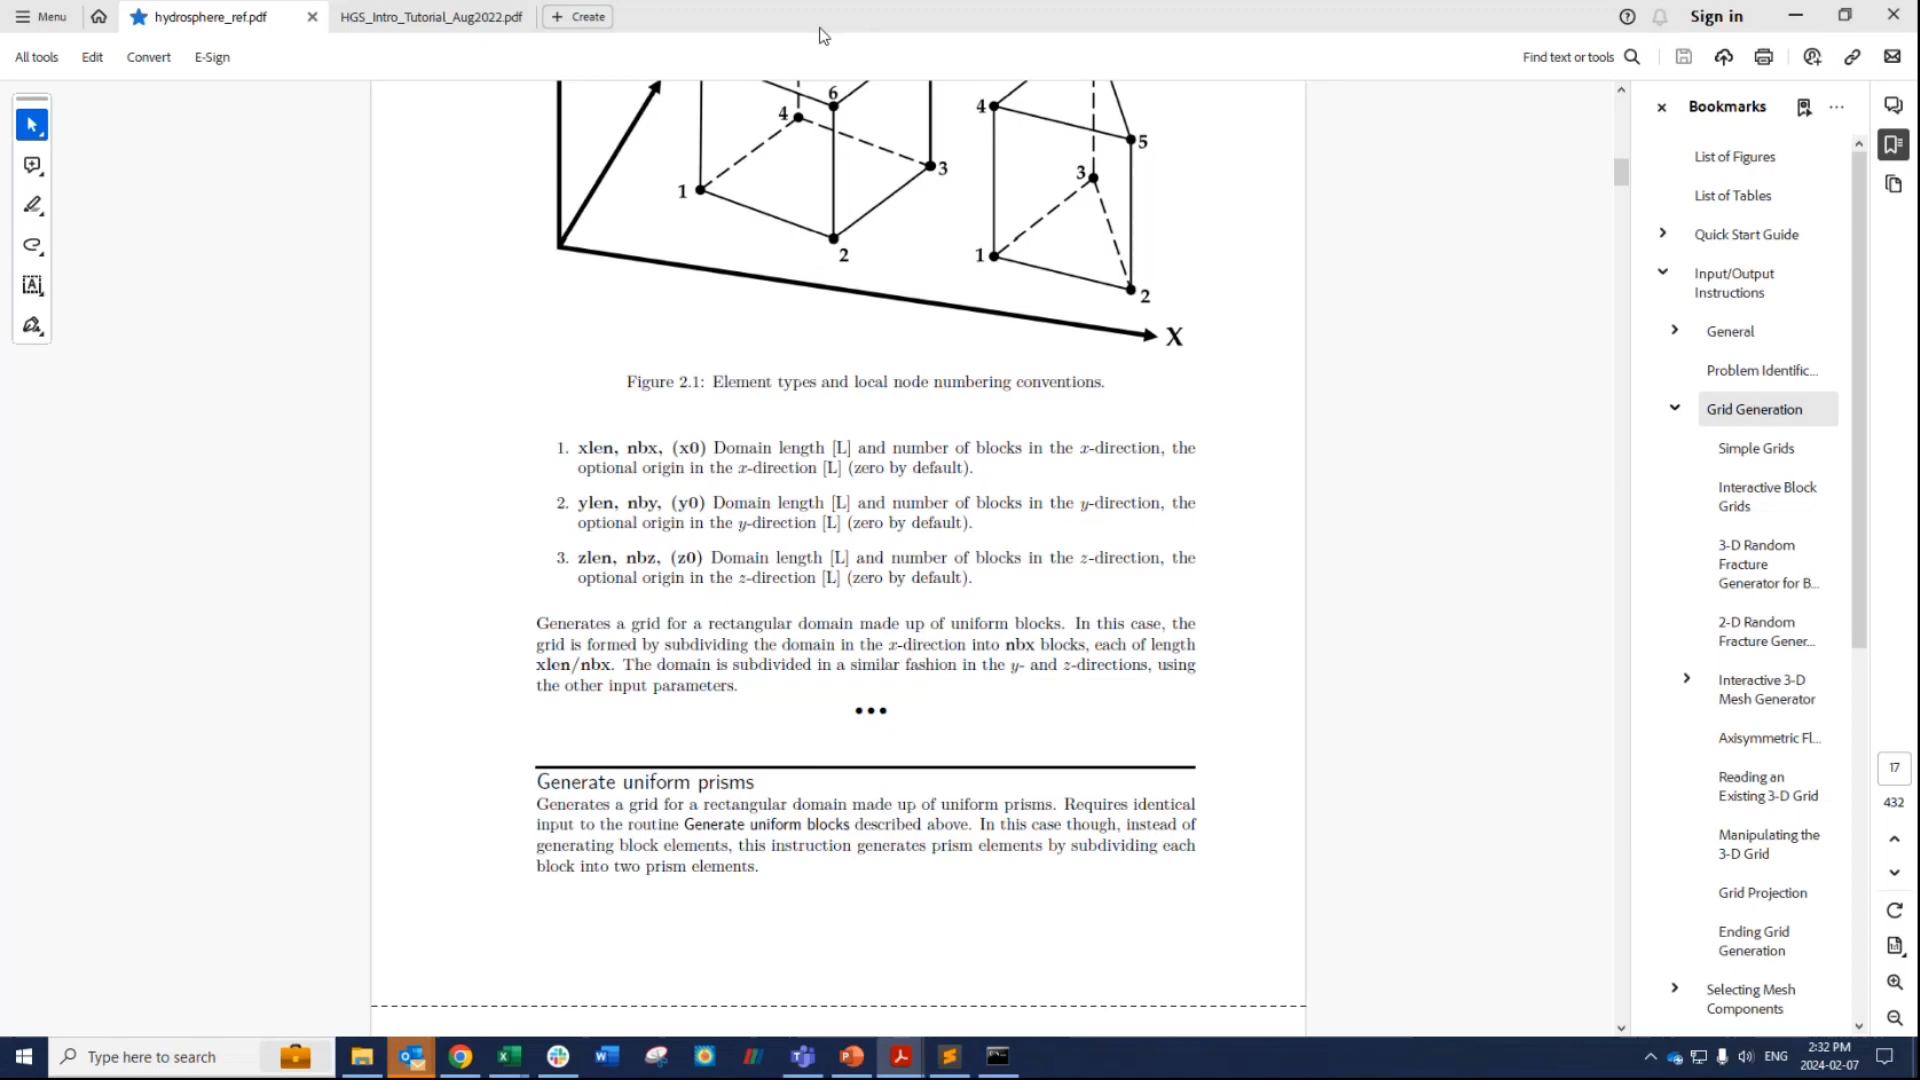 Menu
hydrosphere_ref.pdf
HGS_Intro_Tutorial_Aug2022.pdf
+ Create
Sign in
All tools
Edit
Convert
E-Sign
Find text or tools
6
4
3
1
2
4
5
3
1
2
X
Figure 2.1: Element types and local node numbering conventions.
1. xlen, nbx, (x0) Domain length [L] and number of blocks in the x-direction, the
optional origin in the x-direction [L] (zero by default).
2. ylen, nby, (y0) Domain length [L] and number of blocks in the y-direction, the
optional origin in the y-direction [L] (zero by default).
3. zlen, nbz, (z0) Domain length [L] and number of blocks in the z-direction, the
optional origin in the z-direction [L] (zero by default).
Generates a grid for a rectangular domain made up of uniform blocks. In this case, the
grid is formed by subdividing the domain in the x-direction into nbx blocks, each of length
xlen/nbx. The domain is subdivided in a similar fashion in the y- and z-directions, using
the other input parameters.
• • •
Generate uniform prisms
Generates a grid for a rectangular domain made up of uniform prisms. Requires identical
input to the routine Generate uniform blocks described above. In this case though, instead of
generating block elements, this instruction generates prism elements by subdividing each
block into two prism elements.
Bookmarks
List of Figures
List of Tables
Quick Start Guide
Input/Output
Instructions
General
Problem Identific...
Grid Generation
Simple Grids
Interactive Block
Grids
3-D Random
Fracture
Generator for B...
2-D Random
Fracture Gener...
Interactive 3-D
Mesh Generator
Axisymmetric Fl...
Reading an
Existing 3-D Grid
Manipulating the
3-D Grid
Grid Projection
Ending Grid
Generation
Selecting Mesh
Components
17
432
Type here to search
ENG
2:32 PM
2024-02-07